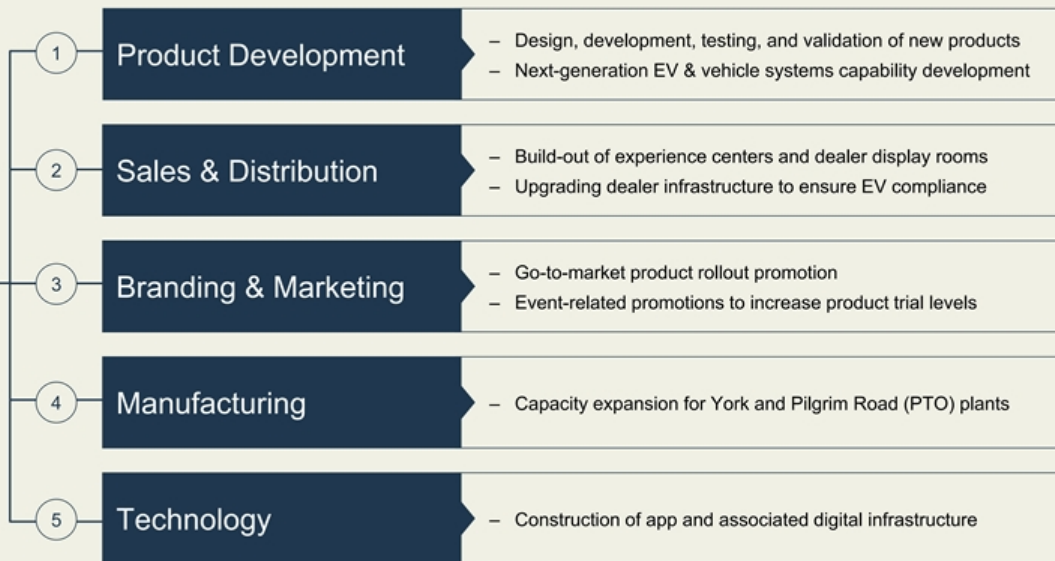 1
Product Development
– Design, development, testing, and validation of new products
– Next-generation EV & vehicle systems capability development
2
Sales & Distribution
– Build-out of experience centers and dealer display rooms
– Upgrading dealer infrastructure to ensure EV compliance
3
Branding & Marketing
– Go-to-market product rollout promotion
– Event-related promotions to increase product trial levels
4
Manufacturing
– Capacity expansion for York and Pilgrim Road (PTO) plants
5
Technology
– Construction of app and associated digital infrastructure